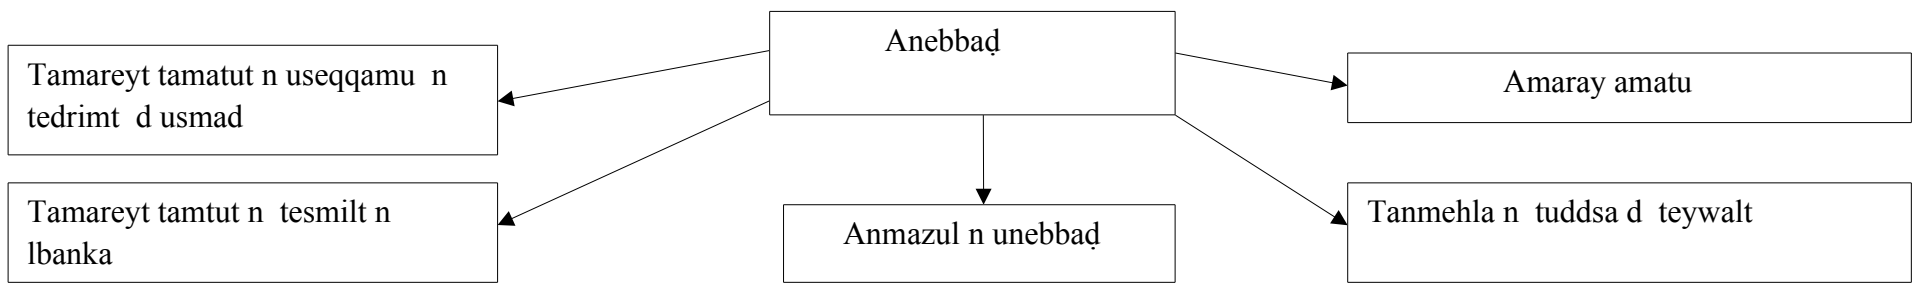 Anebbaḍ
Tamareyt tamatut n useqqamu n
tedrimt d usmad
Amaray amatu
Tamareyt tamtut n tesmilt n
lbanka
Anmazul n unebbaḍ
Tanmehla n tuddsa d teywalt